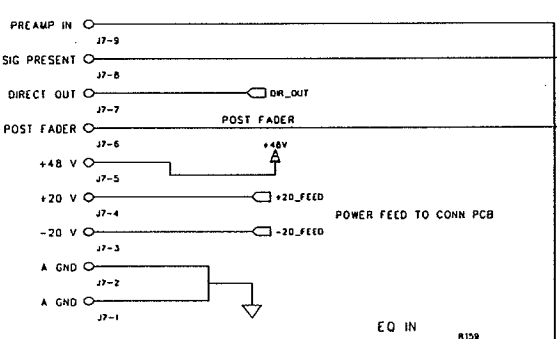 PREAMP IN
J7-9
SIG PRESENT
J7-8
DIRECT OUT
DIR_OUT
J7-7
POST FADER
POST FADER
J7-6
+48V
+48 V
J7-5
+20 V
+20_FEED
J7-4
POWER FEED TO CONN PCB
-20 V
-20_FEED
J7-3
A GND
J7-2
A GND
J7-1
EQ IN
R159